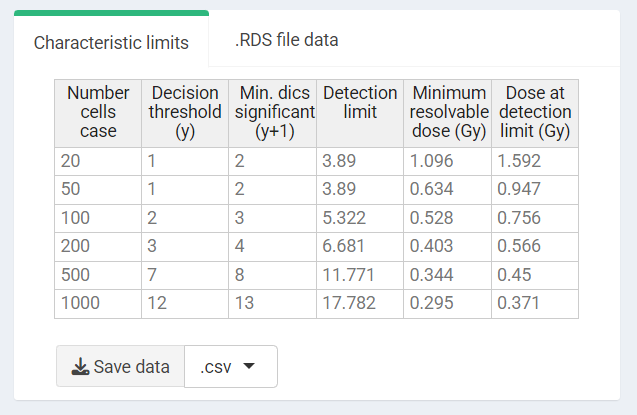 Characteristic limits .RDS file data
Number Decision Min. dics Detection Minimum Dose at
cells threshold significant limit resolvable detection
case (y) (y+1) dose (Gy) limit (Gy)
20 1 2 3.89 1.096 1.592
50 1 2 3.89 0.634 0.947
100 2 3 5.322 0.528 0.756
200 3 4 6.681 0.403 0.566
500 7 8 11.771 0.344 0.45
1000 12 13 17.782 0.295 0.371
Save data .csv